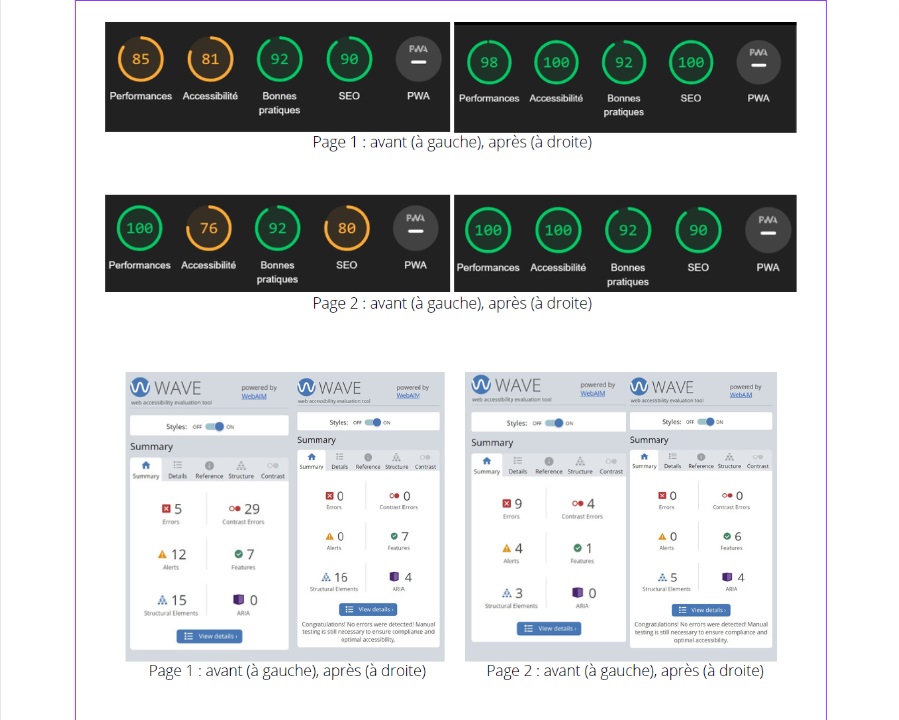 85 81 92 90 PWA
Performances Accessibilité Bonnes pratiques SEO PWA
98 100 92 100 PWA
Performances Accessibilité Bonnes pratiques SEO PWA
Page 1 : avant (à gauche), après (à droite)
100 76 92 80 PWA
Performances Accessibilité Bonnes pratiques SEO PWA
100 100 92 90 PWA
Performances Accessibilité Bonnes pratiques SEO PWA
Page 2 : avant (à gauche), après (à droite)
WAVE powered by
web accessibility evaluation tool WebAIM
Styles: OFF ON
Summary
Summary Details Reference Structure Contrast
5 29
Errors Contrast Errors
12 7
Alerts Features
15 0
Structural Elements ARIA
View details ›
WAVE powered by
web accessibility evaluation tool WebAIM
Styles: OFF ON
Summary
Summary Details Reference Structure Contrast
0 0
Errors Contrast Errors
0 7
Alerts Features
16 4
Structural Elements ARIA
View details ›
Congratulations! No errors were detected! Manual
testing is still necessary to ensure compliance and
optimal accessibility.
Page 1 : avant (à gauche), après (à droite)
WAVE powered by
web accessibility evaluation tool WebAIM
Styles: OFF ON
Summary
Summary Details Reference Structure Contrast
9 4
Errors Contrast Errors
4 1
Alerts Features
3 0
Structural Elements ARIA
View details ›
WAVE powered by
web accessibility evaluation tool WebAIM
Styles: OFF ON
Summary
Summary Details Reference Structure Contrast
0 0
Errors Contrast Errors
0 6
Alerts Features
5 4
Structural Elements ARIA
View details ›
Congratulations! No errors were detected! Manual
testing is still necessary to ensure compliance and
optimal accessibility.
Page 2 : avant (à gauche), après (à droite)